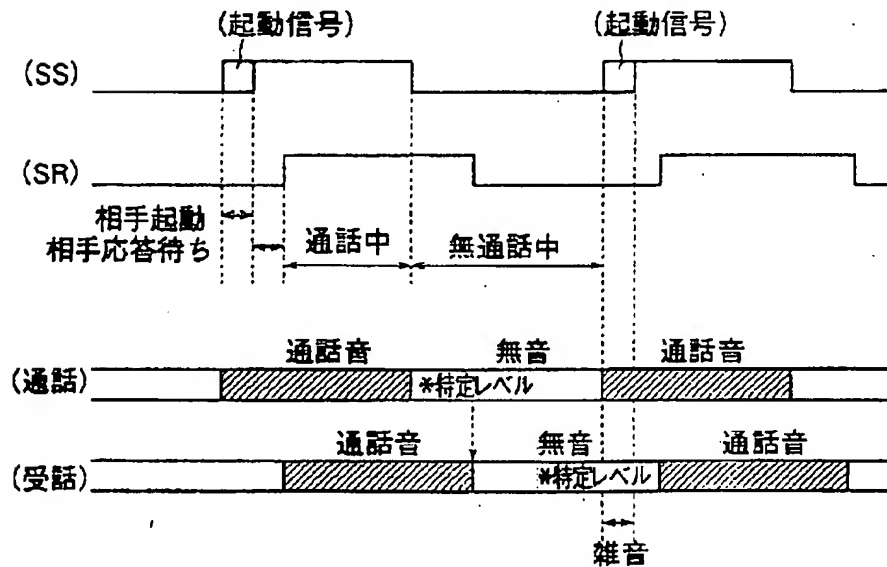 (起動信号) (起動信号)
(SS)
(SR)
相手起動
相手応答待ち 通話中 無通話中
通話音 無音 通話音
(通話) *特定レベル
通話音 無音 通話音
(受話) *特定レベル
雑音